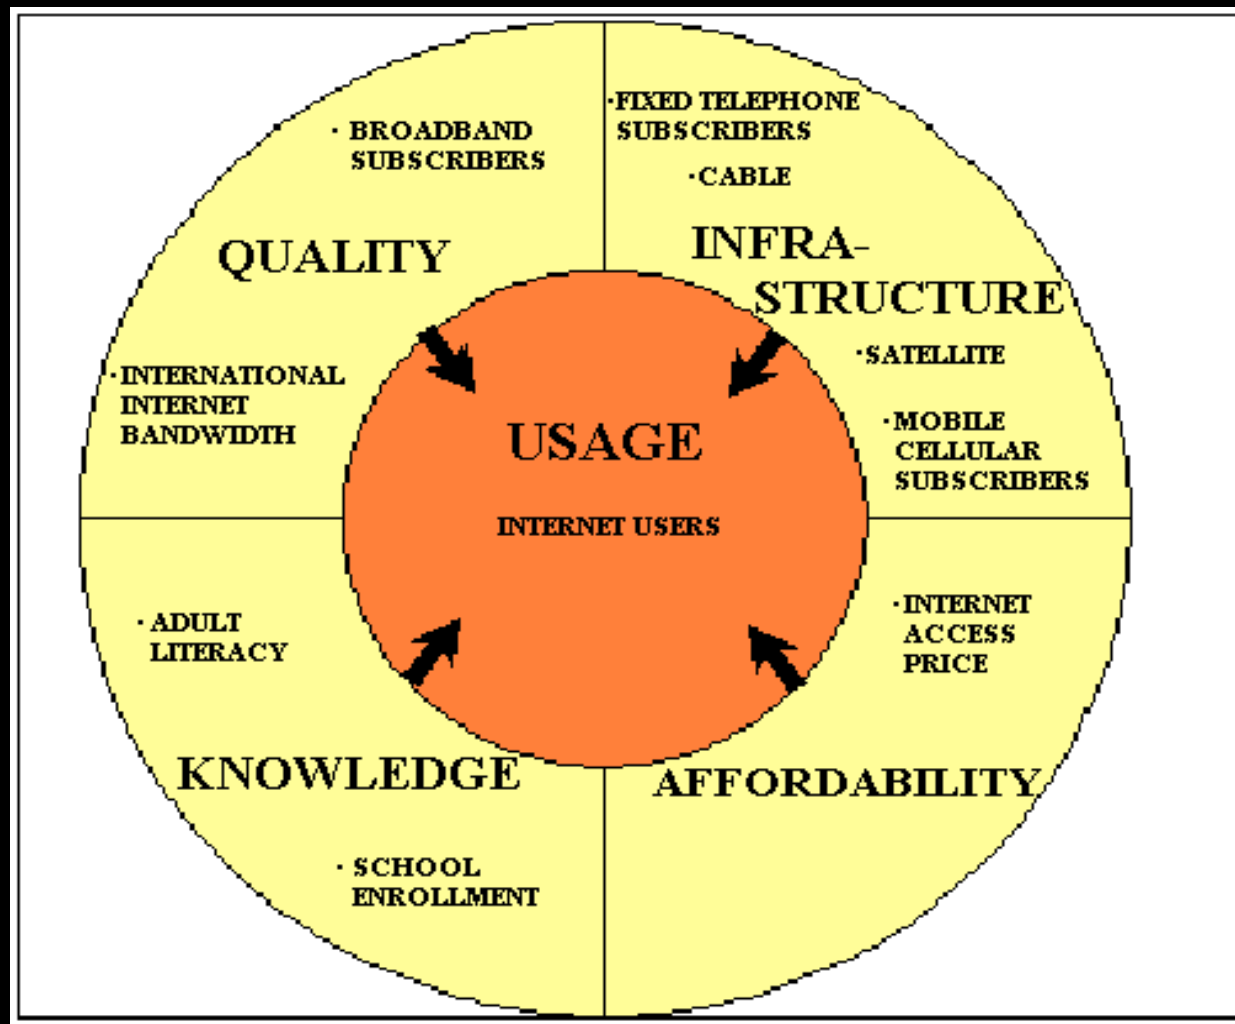 · BROADBAND
SUBSCRIBERS
QUALITY
· INTERNATIONAL
INTERNET
BANDWIDTH
· FIXED TELEPHONE
SUBSCRIBERS
· CABLE
INFRA-
STRUCTURE
· SATELLITE
· MOBILE
CELLULAR
SUBSCRIBERS
USAGE
INTERNET USERS
· ADULT
LITERACY
KNOWLEDGE
· SCHOOL
ENROLLMENT
· INTERNET
ACCESS
PRICE
AFFORDABILITY